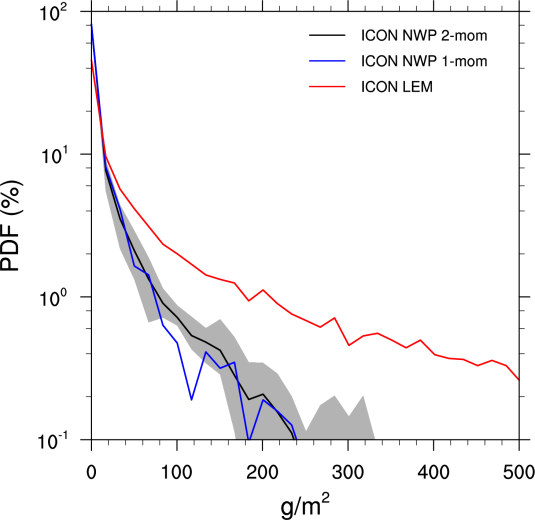 10²
ICON NWP 2-mom
ICON NWP 1-mom
ICON LEM
10¹
PDF (%)
10⁰
10⁻¹
0 100 200 300 400 500
g/m²